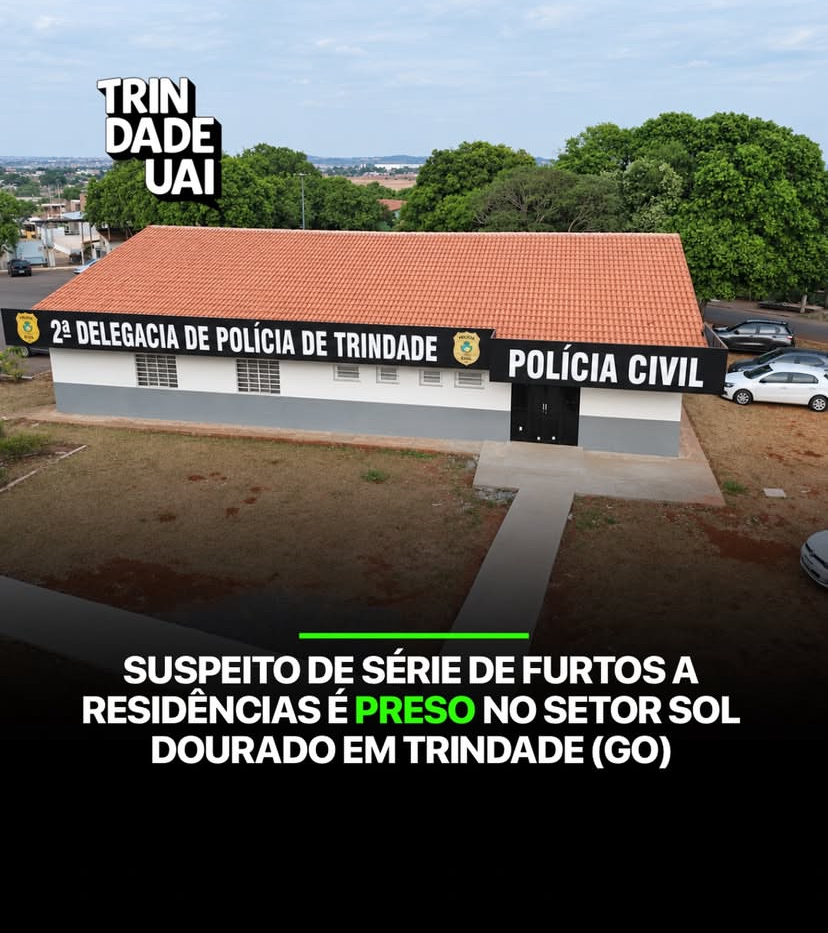 TRIN
DADE
UAI
2ª DELEGACIA DE POLÍCIA DE TRINDADE
POLÍCIA CIVIL
SUSPEITO DE SÉRIE DE FURTOS A
RESIDÊNCIAS É PRESO NO SETOR SOL
DOURADO EM TRINDADE (GO)